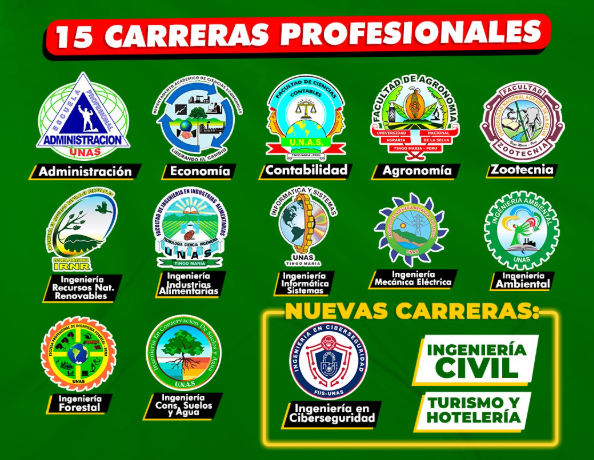 15 CARRERAS PROFESIONALES
ESCUELA PROFESIONAL
ADMINISTRACION
UNAS
Administración
LIDERANDO EL CAMBIO
Economía
FACULTAD DE CIENCIAS
CONTABLES
U.N.A.S.
Contabilidad
FACULTAD DE AGRONOMIA
UNIVERSIDAD NACIONAL
AGRARIA DE LA SELVA
TINGO MARIA - PERU
Agronomía
FACULTAD
ZOOTECNIA
Zootecnia
IRNR
Ingeniería
Recursos Nat.
Renovables
FACULTAD DE INGENIERIA EN INDUSTRIAS ALIMENTARIAS
UNAS
TINGO MARIA
Ingeniería
Industrias
Alimentarias
INFORMATICA Y SISTEMAS
UNAS
TINGO MARIA
Ingeniería
Informática
Sistemas
Ingeniería
Mecánica Eléctrica
INGENIERIA AMBIENTAL
UNAS
Ingeniería
Ambiental
UNAS
Ingeniería
Forestal
U.N.A.S
Ingeniería
Cons, Suelos
y Agua
NUEVAS CARRERAS:
INGENIERÍA EN CIBERSEGURIDAD
FIIS-UNAS
Ingeniería en
Ciberseguridad
INGENIERÍA
CIVIL
TURISMO Y
HOTELERÍA